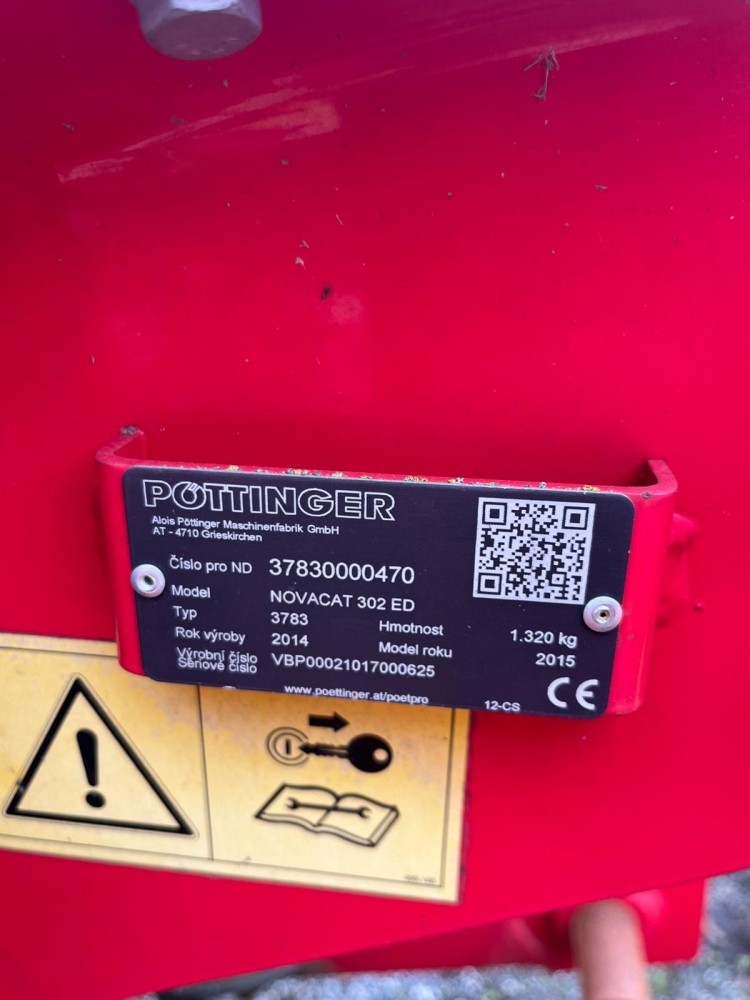 PÖTTINGER
Alois Pöttinger Maschinenfabrik GmbH
AT - 4710 Grieskirchen
Číslo pro ND 37830000470
Model NOVACAT 302 ED
Typ 3783 Hmotnost 1.320 kg
Rok výroby 2014 Model roku 2015
Výrobní číslo
Sériové číslo VBP00021017000625
www.poettinger.at/poetpro 12-CS CE